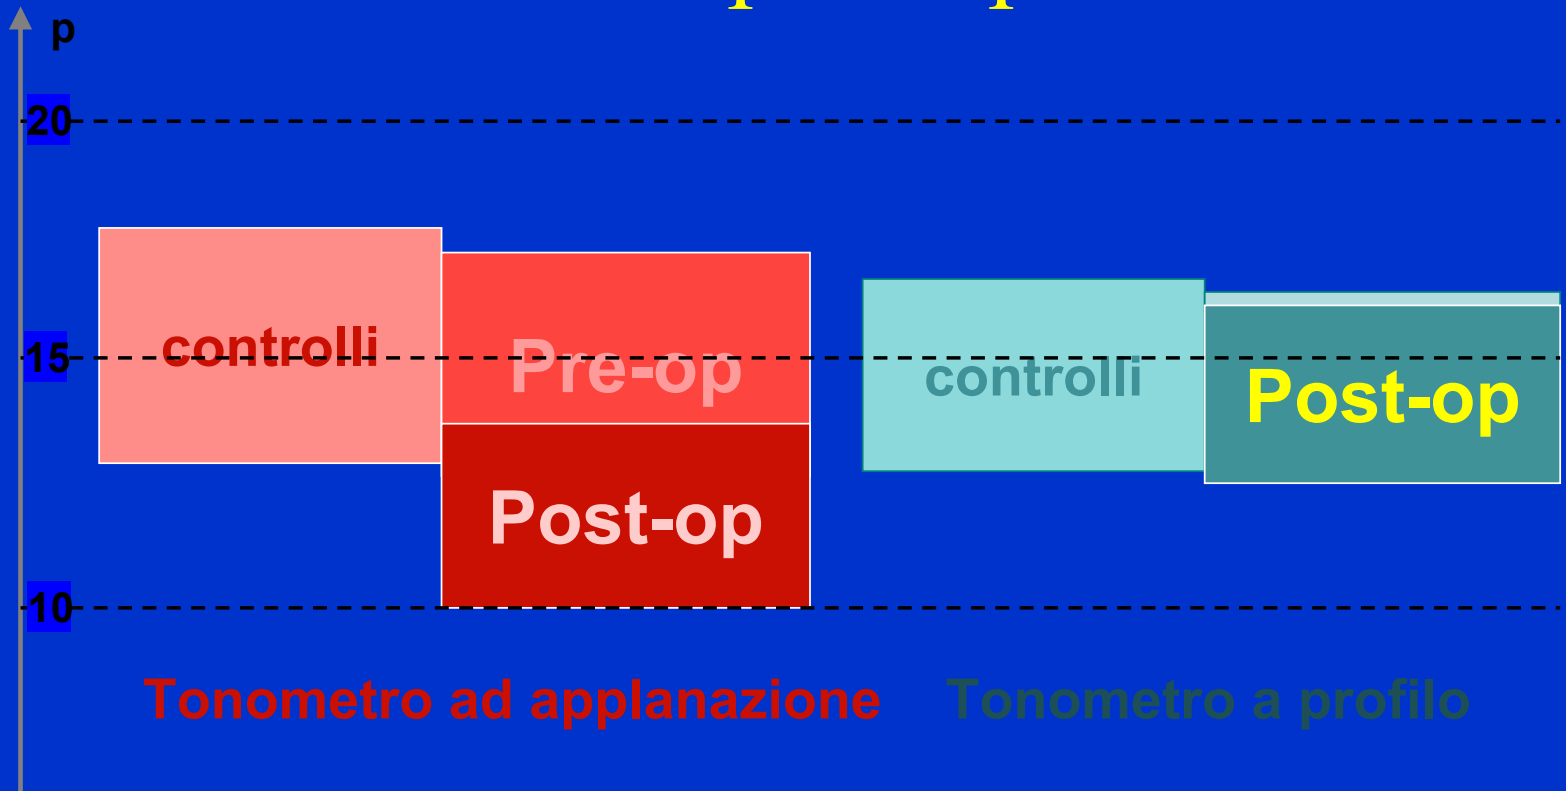 p
20
controlli
15
Pre-op
controlli
Post-op
Post-op
10
Tonometro ad applanazione
Tonometro a profilo